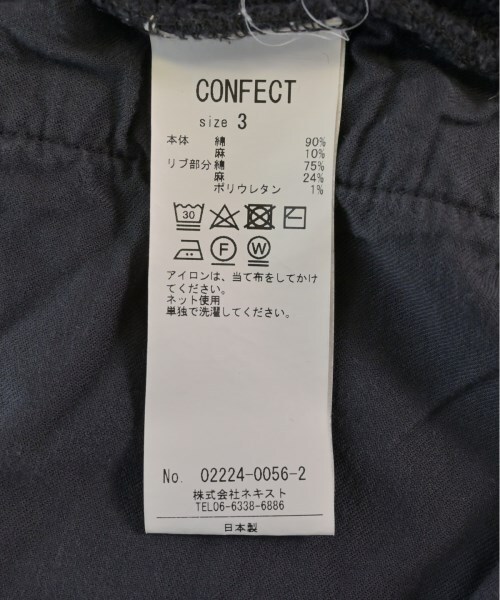 CONFECT
size 3
本体 綿 90%
麻 10%
リブ部分 綿 75%
麻 24%
ポリウレタン 1%
30
F W
アイロンは、当て布をしてかけ
てください。
ネット使用
単独で洗濯してください。
No. 02224-0056-2
株式会社ネキスト
TEL06-6338-6886
日本製